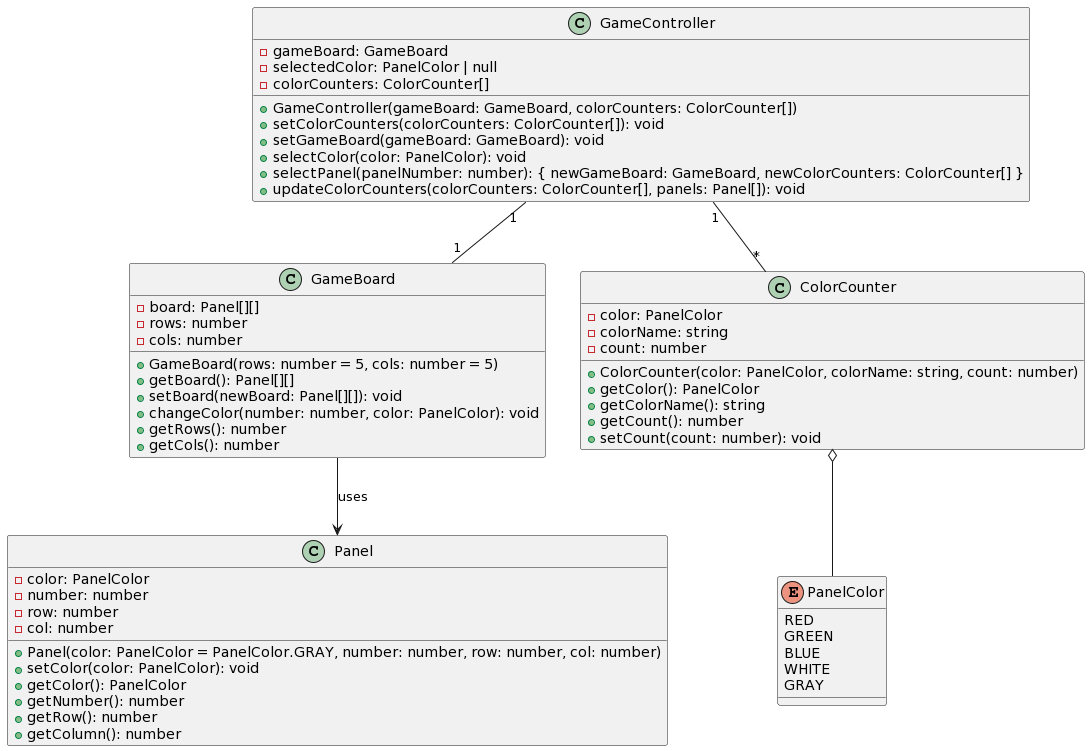 C GameController
gameBoard: GameBoard
selectedColor: PanelColor | null
colorCounters: ColorCounter[]
GameController(gameBoard: GameBoard, colorCounters: ColorCounter[])
setColorCounters(colorCounters: ColorCounter[]): void
setGameBoard(gameBoard: GameBoard): void
selectColor(color: PanelColor): void
selectPanel(panelNumber: number): { newGameBoard: GameBoard, newColorCounters: ColorCounter[] }
updateColorCounters(colorCounters: ColorCounter[], panels: Panel[]): void
1
1
1
*
C GameBoard
board: Panel[][]
rows: number
cols: number
GameBoard(rows: number = 5, cols: number = 5)
getBoard(): Panel[][]
setBoard(newBoard: Panel[][]): void
changeColor(number: number, color: PanelColor): void
getRows(): number
getCols(): number
C ColorCounter
color: PanelColor
colorName: string
count: number
ColorCounter(color: PanelColor, colorName: string, count: number)
getColor(): PanelColor
getColorName(): string
getCount(): number
setCount(count: number): void
uses
C Panel
color: PanelColor
number: number
row: number
col: number
Panel(color: PanelColor = PanelColor.GRAY, number: number, row: number, col: number)
setColor(color: PanelColor): void
getColor(): PanelColor
getNumber(): number
getRow(): number
getColumn(): number
E PanelColor
RED
GREEN
BLUE
WHITE
GRAY